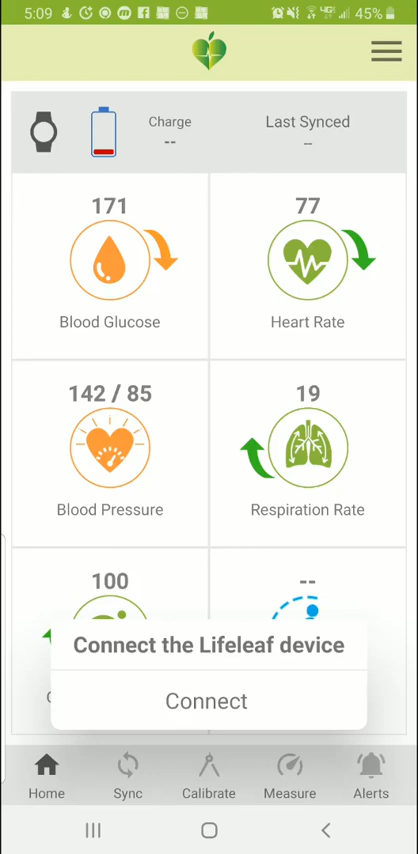 5:09 45%
Charge Last Synced
-- --
171 77
Blood Glucose Heart Rate
142 / 85 19
Blood Pressure Respiration Rate
100 --
Connect the Lifeleaf device
Connect
Home Sync Calibrate Measure Alerts